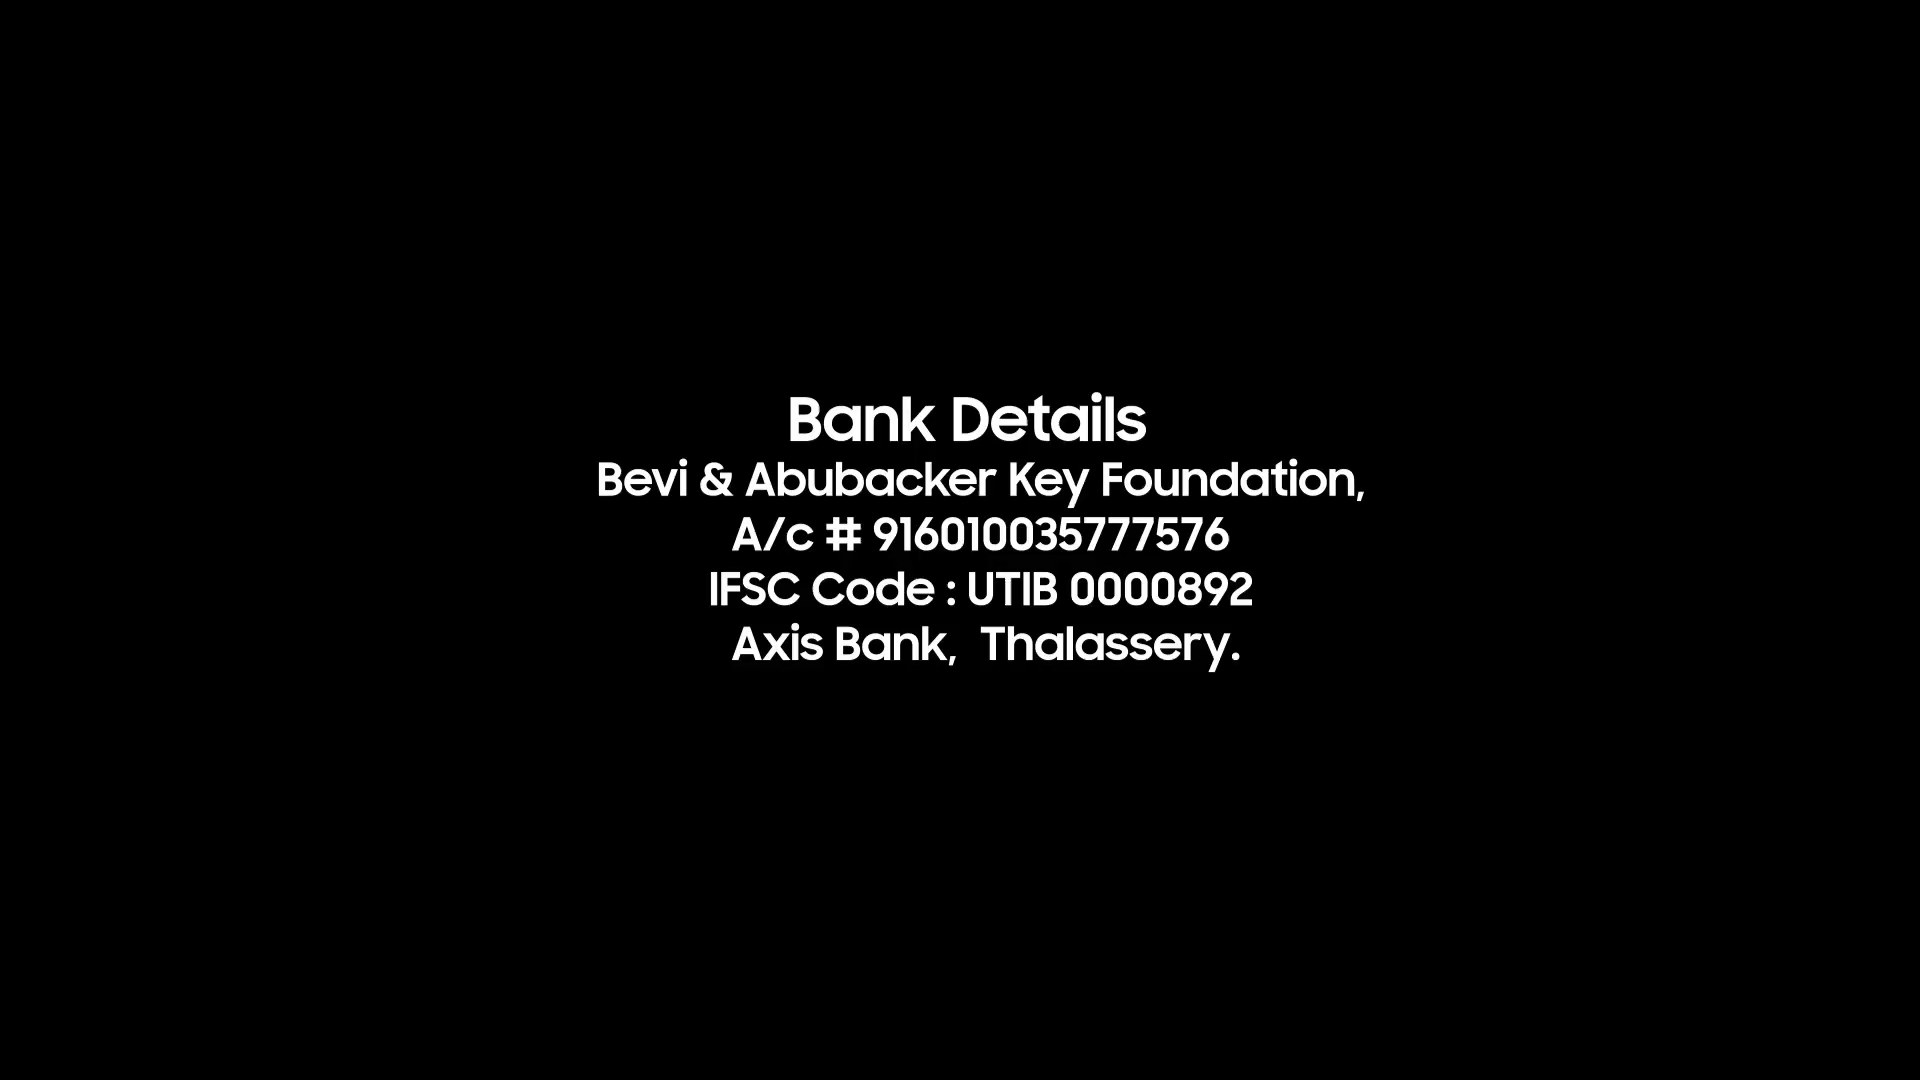 Bank Details
Bevi & Abubacker Key Foundation,
A/c # 916010035777576
IFSC Code : UTIB 0000892
Axis Bank,  Thalassery.